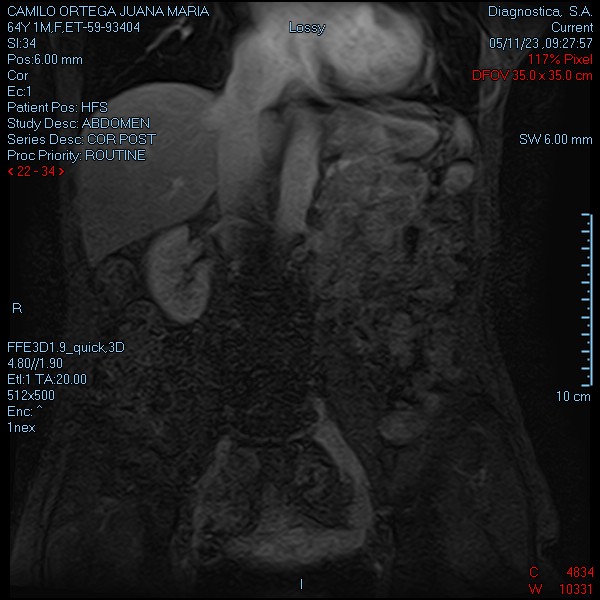 CAMILO ORTEGA JUANA MARIA
64Y 1M,F,ET-59-93404
Sl:34
Pos:6.00 mm
Cor
Ec:1
Patient Pos: HFS
Study Desc: ABDOMEN
Series Desc: COR POST
Proc Priority: ROUTINE
< 22 - 34 >
Lossy
Diagnostica, S.A.
Current
05/11/23 ,09:27:57
117% Pixel
DFOV 35.0 x 35.0 cm
SW 6.00 mm
R
FFE3D1.9_quick,3D
4.80//1.90
Etl:1 TA:20.00
512x500
Enc: ^
1nex
10 cm
I
C 4834
W 10331